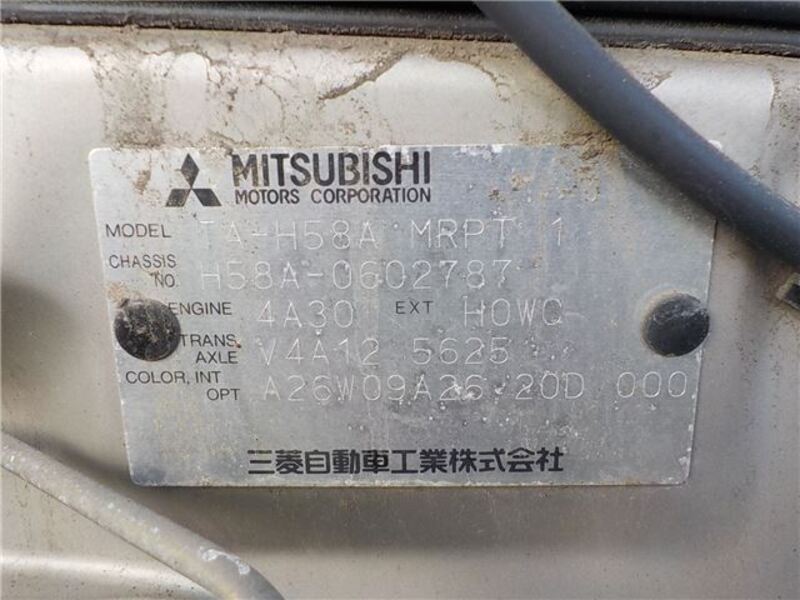 MITSUBISHI
MOTORS CORPORATION
MODEL TA-H58A MRPT 1
CHASSIS NO. H58A-0602787
ENGINE 4A30 EXT H0WG
TRANS. AXLE V4A12 5625
COLOR, INT OPT A26W09A26 20D 000
三菱自動車工業株式会社